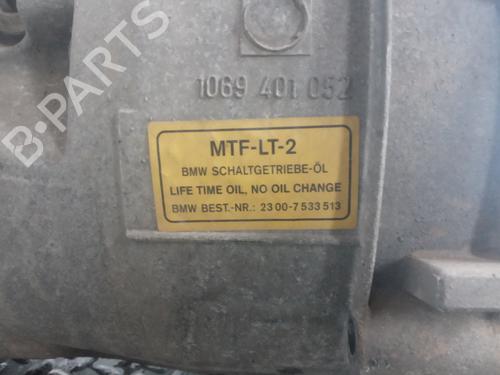 1069 401 052
MTF-LT-2
BMW SCHALTGETRIEBE-ÖL
LIFE TIME OIL, NO OIL CHANGE
BMW BEST.-NR.: 23 00-7 533 513
B-PARTS